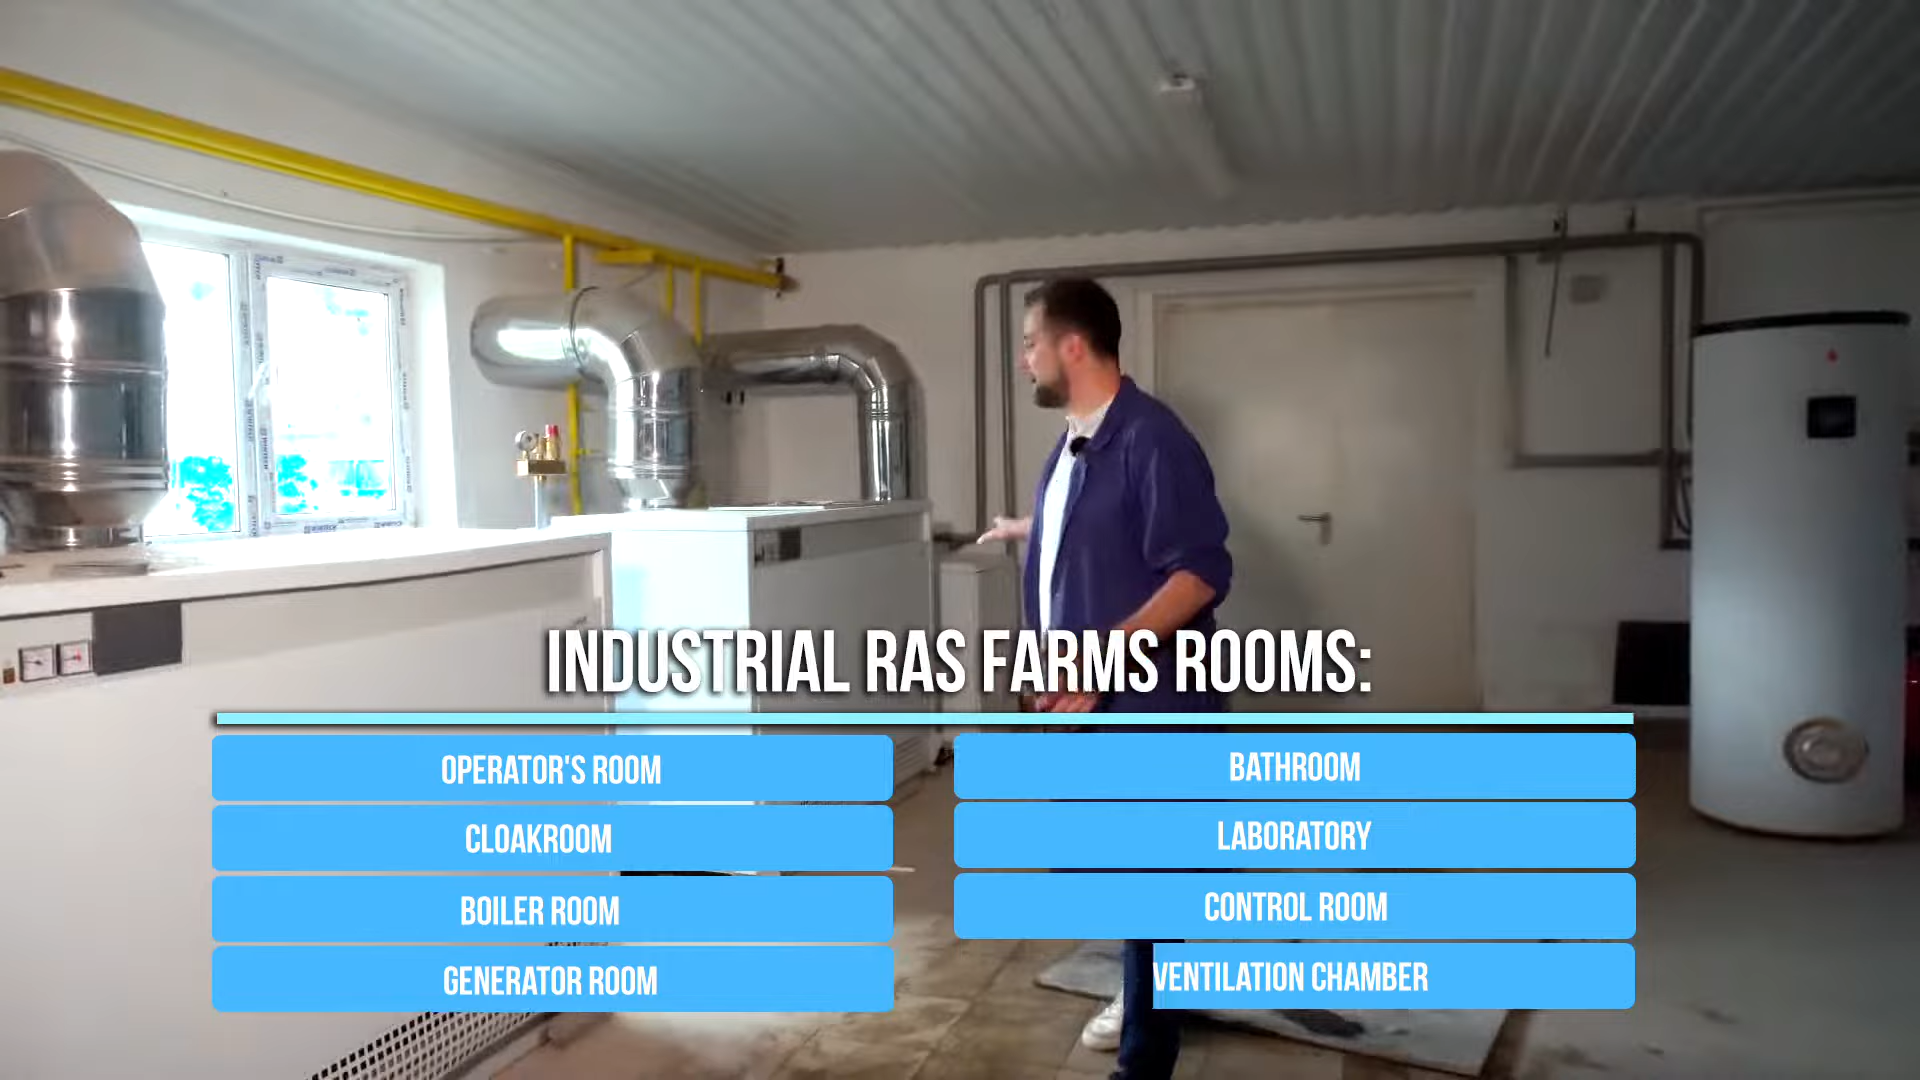 INDUSTRIAL RAS FARMS ROOMS:
OPERATOR'S ROOM
CLOAKROOM
BOILER ROOM
GENERATOR ROOM
BATHROOM
LABORATORY
CONTROL ROOM
VENTILATION CHAMBER